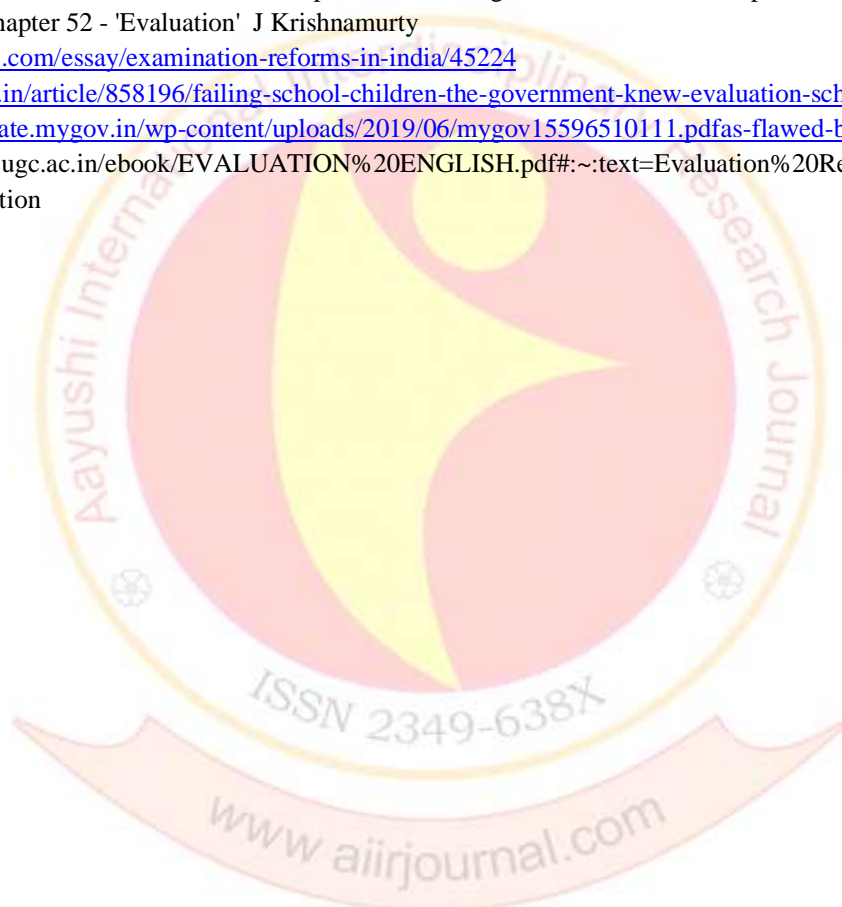 hapter 52 - 'Evaluation' J Krishnamurty
.com/essay/examination-reforms-in-india/45224
.in/article/858196/failing-school-children-the-government-knew-evaluation-sch
ate.mygov.in/wp-content/uploads/2019/06/mygov15596510111.pdfas-flawed-b
ugc.ac.in/ebook/EVALUATION%20ENGLISH.pdf#:~:text=Evaluation%20Re
tion
Aayushi International Interdisciplinary Research Journal
ISSN 2349-638X
www aiirjournal.com